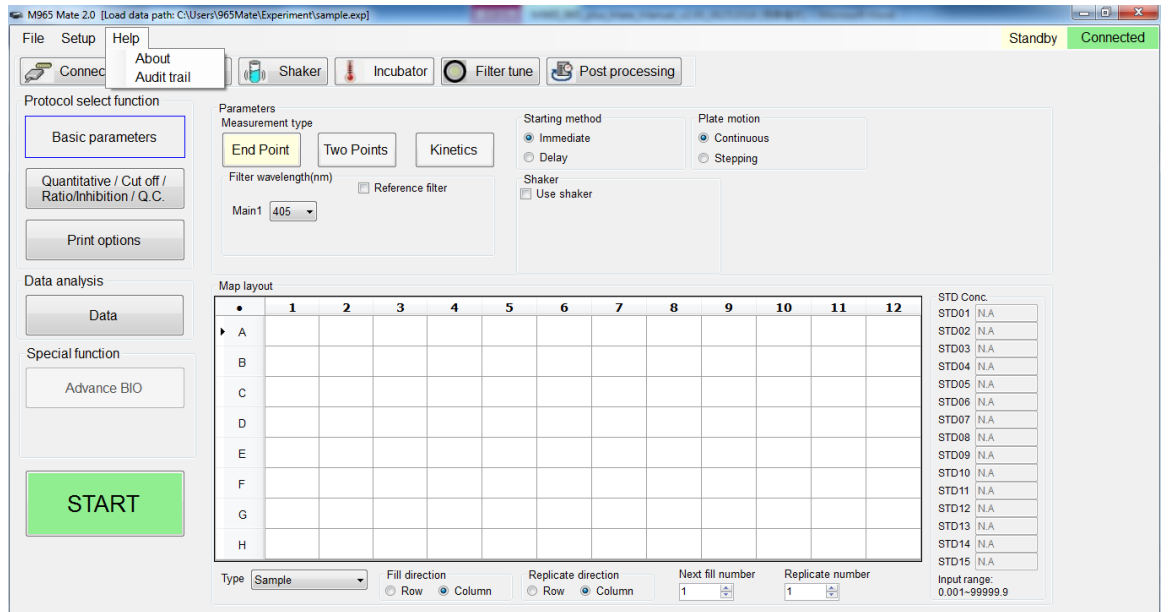 M965 Mate 2.0 [Load data path: C:\Users\965Mate\Experiment\sample.exp]
File Setup Help Standby Connected
About
Audit trail
Connec Shaker Incubator Filter tune Post processing
Protocol select function
Basic parameters
Quantitative / Cut off /
Ratio/Inhibition / Q.C.
Print options
Data analysis
Data
Special function
Advance BIO
START
Parameters
Measurement type
End Point Two Points Kinetics
Filter wavelength(nm)
Reference filter
Main1 405
Starting method
Immediate
Delay
Plate motion
Continuous
Stepping
Shaker
Use shaker
Map layout
1 2 3 4 5 6 7 8 9 10 11 12
A
B
C
D
E
F
G
H
STD Conc.
STD01 N.A
STD02 N.A
STD03 N.A
STD04 N.A
STD05 N.A
STD06 N.A
STD07 N.A
STD08 N.A
STD09 N.A
STD10 N.A
STD11 N.A
STD12 N.A
STD13 N.A
STD14 N.A
STD15 N.A
Input range:
0.001~99999.9
Type Sample
Fill direction
Row Column
Replicate direction
Row Column
Next fill number
1
Replicate number
1